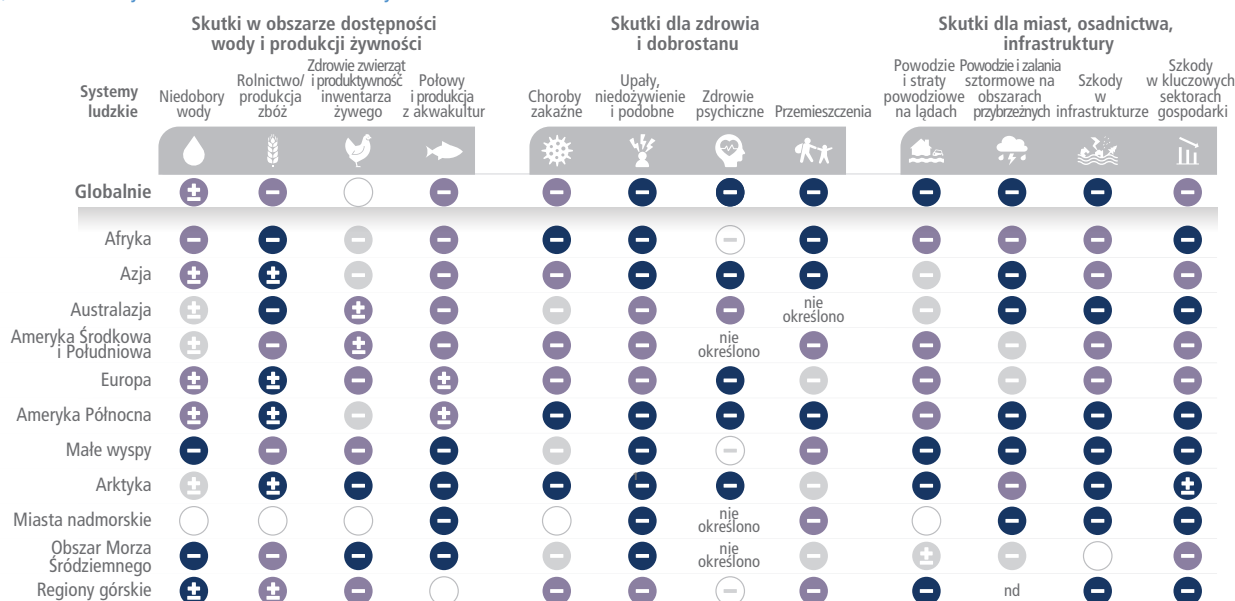 Skutki w obszarze dostępności
wody i produkcji żywności
Skutki dla zdrowia
i dobrostanu
Skutki dla miast, osadnictwa,
infrastruktury
Systemy
ludzkie
Niedobory
wody
Rolnictwo/
produkcja
zbóż
Zdrowie zwierząt
i produktywność
inwentarza
żywego
Połowy
i produkcja
z akwakultur
Choroby
zakaźne
Upały,
niedożywienie
i podobne
Zdrowie
psychiczne
Przemieszczenia
Powodzie
i straty
powodziowe
na lądach
Powodzie i zalania
sztormowe na
obszarach
przybrzeżnych
Szkody
w
infrastrukturze
Szkody
w kluczowych
sektorach
gospodarki
Globalnie
± − − − − − − − − − −
Afryka
− − − − − − − − − − − −
Azja
± ± − − − − − − − − − −
Australazja
± − ± − − − − nie określono − − − −
Ameryka Środkowa
i Południowa
± − ± − − − nie określono − − − − −
Europa
± ± − ± − − − − − − − −
Ameryka Północna
± ± − ± − − − − − − − −
Małe wyspy
− − − − − − − − − − − −
Arktyka
± ± − − − − − − − − − ±
Miasta nadmorskie
− − nie określono − − − −
Obszar Morza
Śródziemnego
− − − − − − nie określono − ± − −
Regiony górskie
± ± − − − − − − nd − −